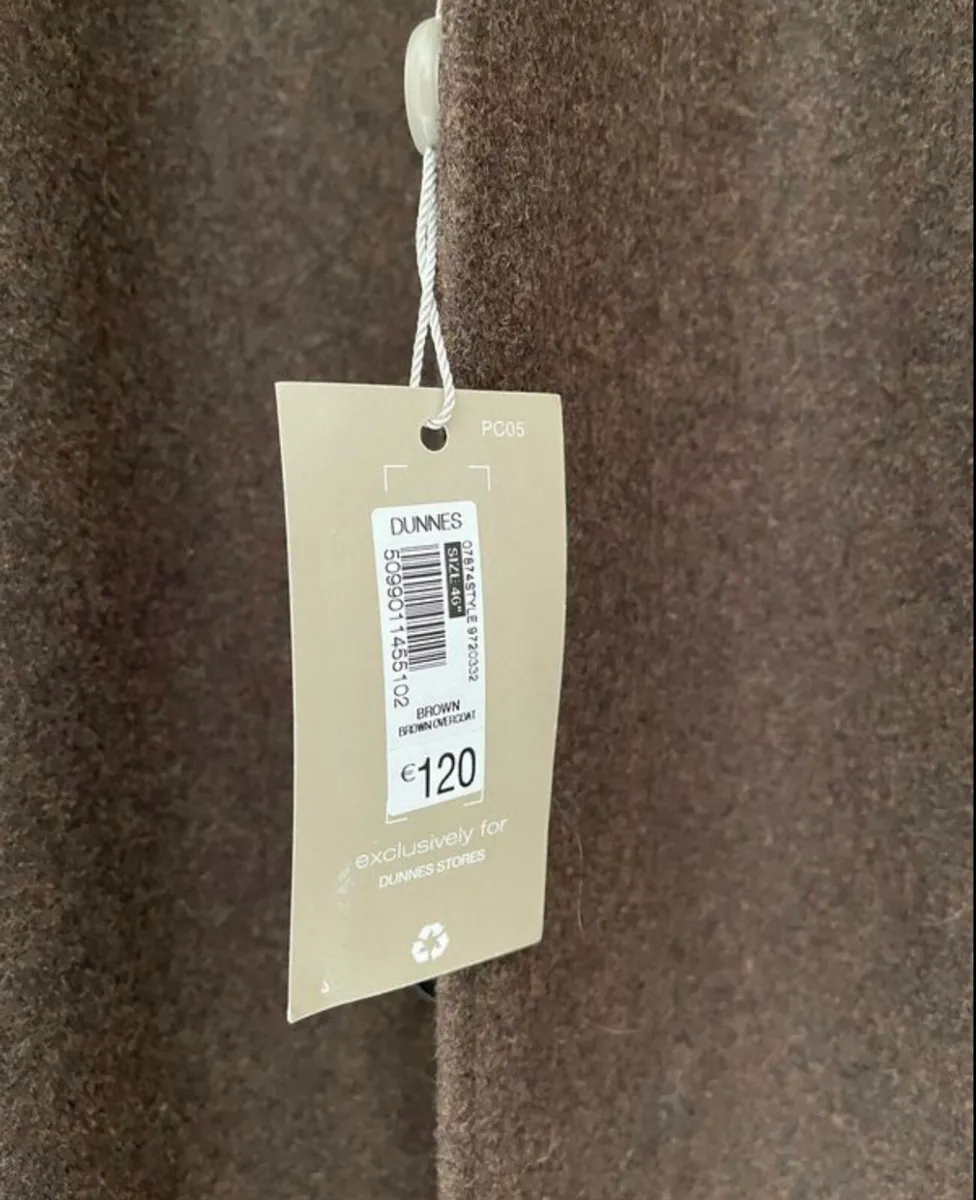 PC05
DUNNES
07874STYLE 9720332
SIZE 46"
5099011455102
BROWN
BROWN OVERCOAT
€120
exclusively for
DUNNES STORES